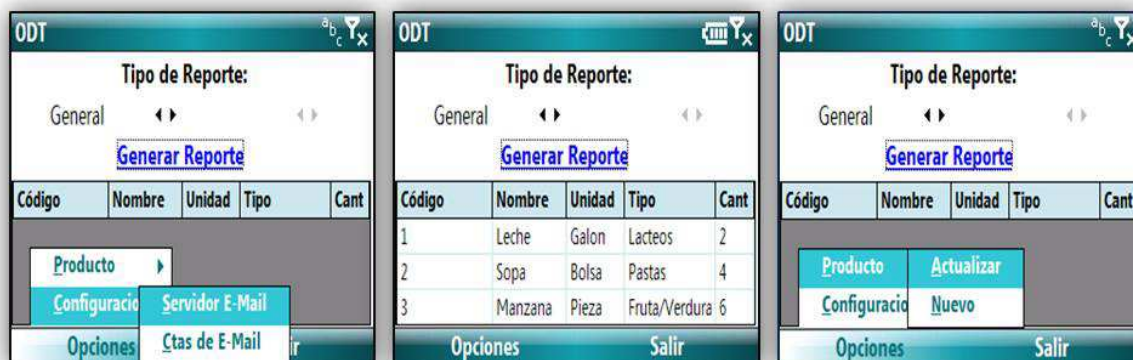 ODT abc
Tipo de Reporte:
General
Generar Reporte
Código Nombre Unidad Tipo Cant
Producto
Configuracio Servidor E-Mail
Ctas de E-Mail
Opciones ir
ODT
Tipo de Reporte:
General
Generar Reporte
Código Nombre Unidad Tipo Cant
1 Leche Galon Lacteos 2
2 Sopa Bolsa Pastas 4
3 Manzana Pieza Fruta/Verdura 6
Opciones Salir
ODT abc
Tipo de Reporte:
General
Generar Reporte
Código Nombre Unidad Tipo Cant
Producto Actualizar
Configuracio Nuevo
Opciones Salir